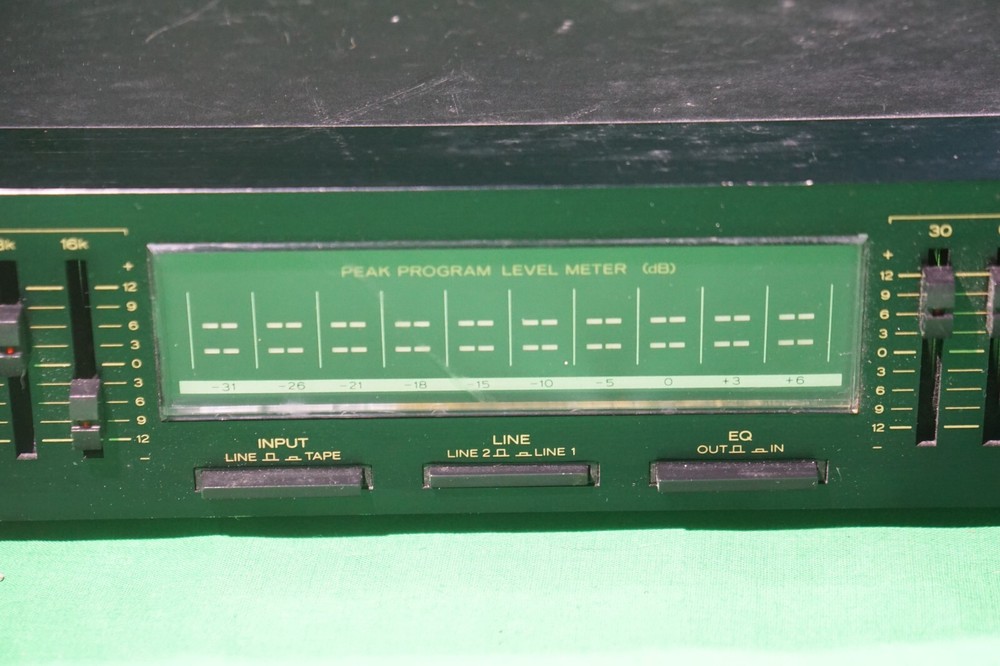 16k
30
+
12
9
6
3
0
3
6
9
12
−
PEAK PROGRAM LEVEL METER (dB)
−31 −26 −21 −18 −15 −10 −5 0 +3 +6
+
12
9
6
3
0
3
6
9
12
−
INPUT
LINE TAPE
LINE
LINE 2 LINE 1
EQ
OUT IN